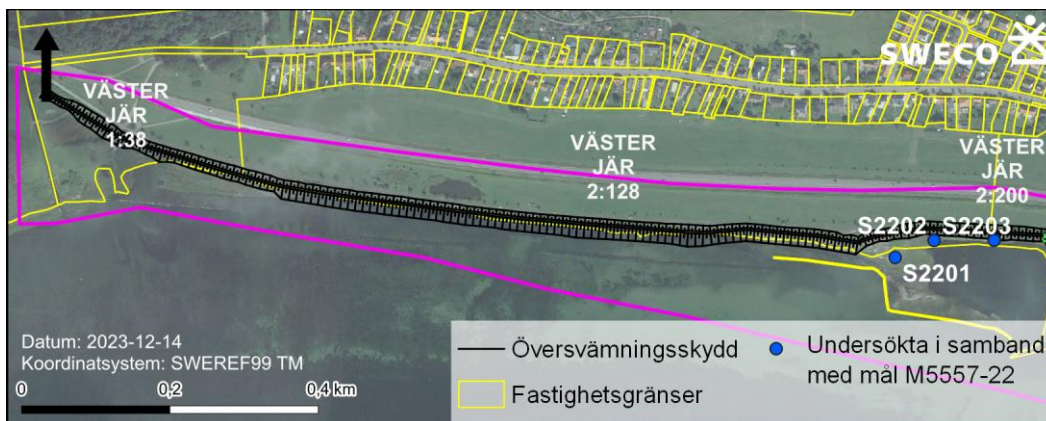 SWECO
VÄSTER
JÄR
1:38
VÄSTER
JÄR
2:128
VÄSTER
JÄR
2:200
S2202
S2203
S2201
Datum: 2023-12-14
Koordinatsystem: SWEREF99 TM
0
0,2
0,4 km
Översvämningsskydd
Fastighetsgränser
Undersökta i samband
med mål M5557-22